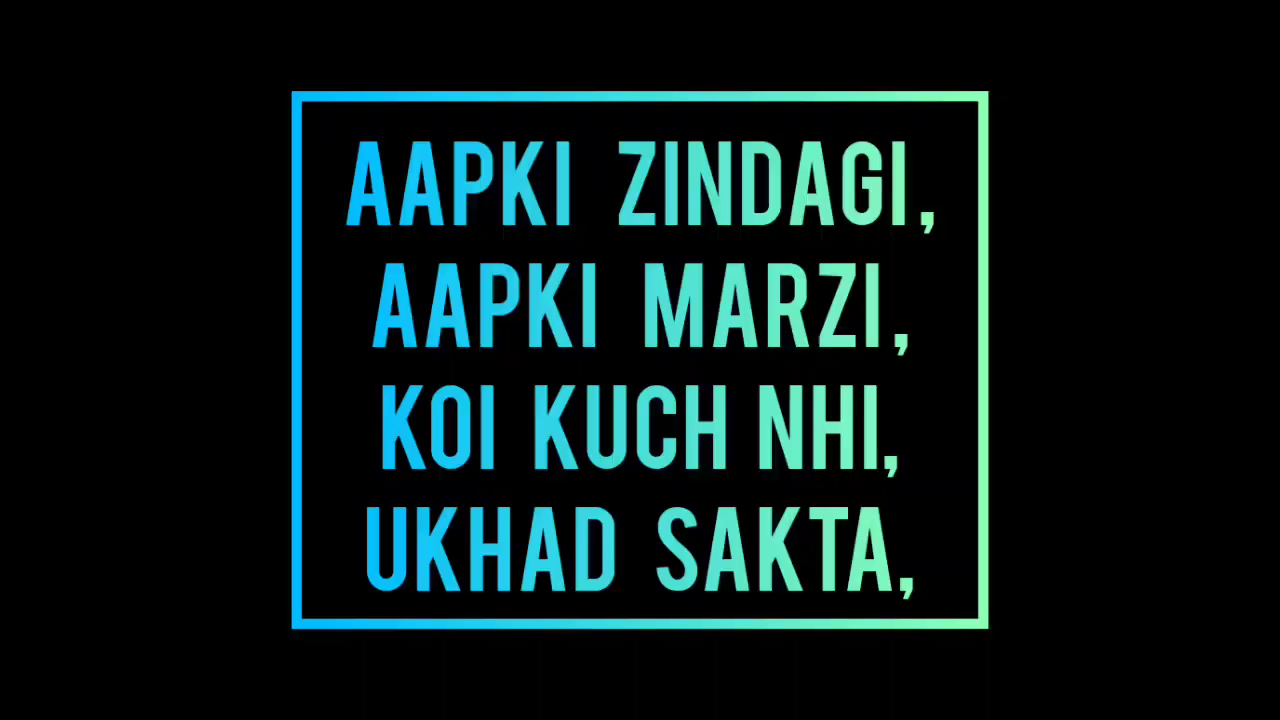 AAPKI ZINDAGI,
AAPKI MARZI,
KOI KUCH NHI,
UKHAD SAKTA,